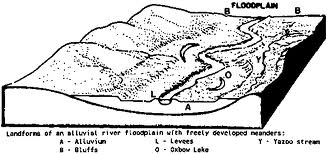 FLOODPLAIN
B B
O
L
A
Landforms of an alluvial river floodplain with freely developed meanders:
A - Alluvium L - Levees Y - Yazoo stream
B - Bluffs O - Oxbow Lake